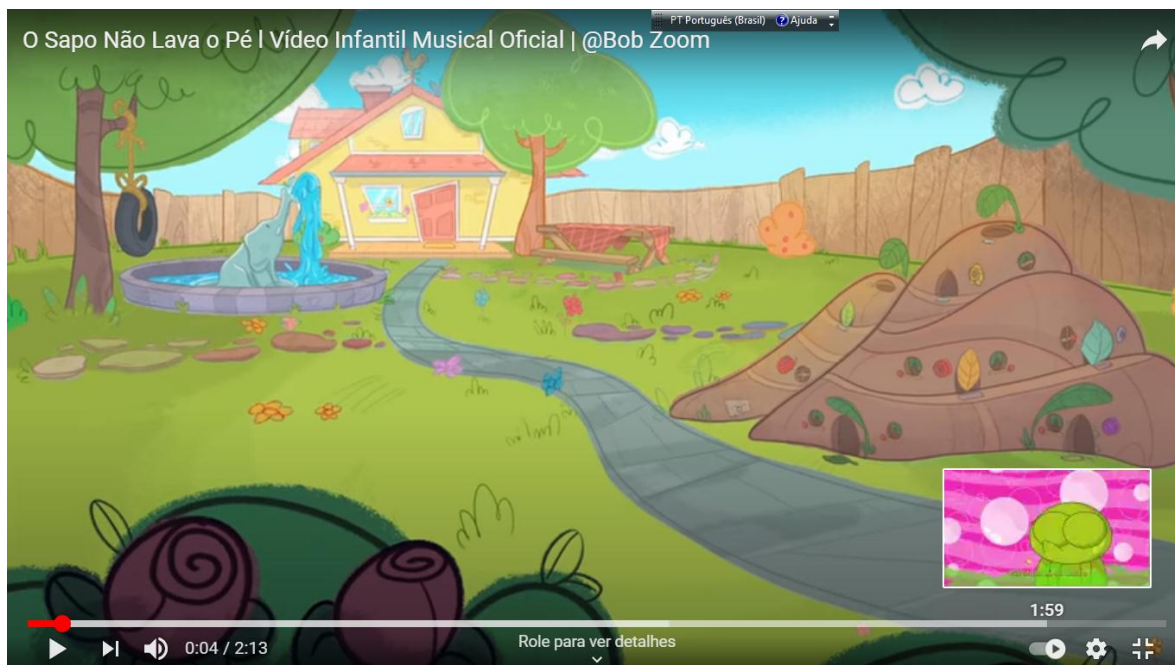 PT Português (Brasil) Ajuda
O Sapo Não Lava o Pé l Vídeo Infantil Musical Oficial | @Bob Zoom
1:59
0:04 / 2:13
Role para ver detalhes